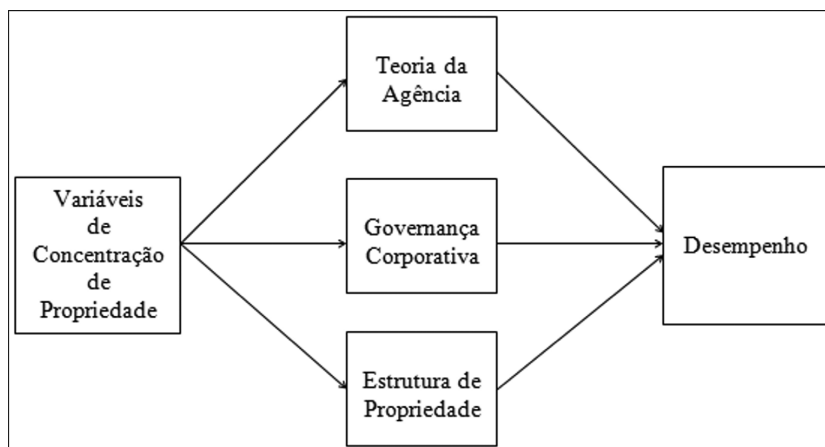 Teoria da
Agência
Variáveis
de
Concentração
de
Propriedade
Governança
Corporativa
Desempenho
Estrutura de
Propriedade